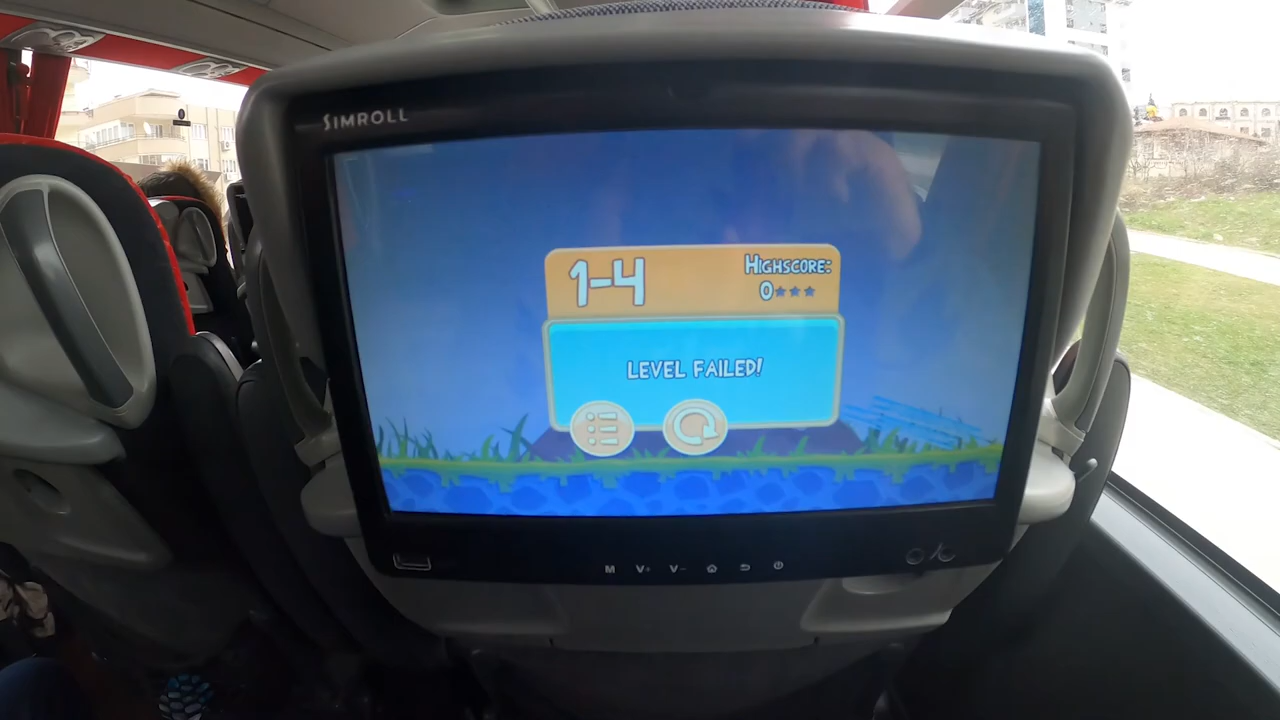 SIMROLL
1-4
HIGHSCORE:
0
LEVEL FAILED!
M V+ V-